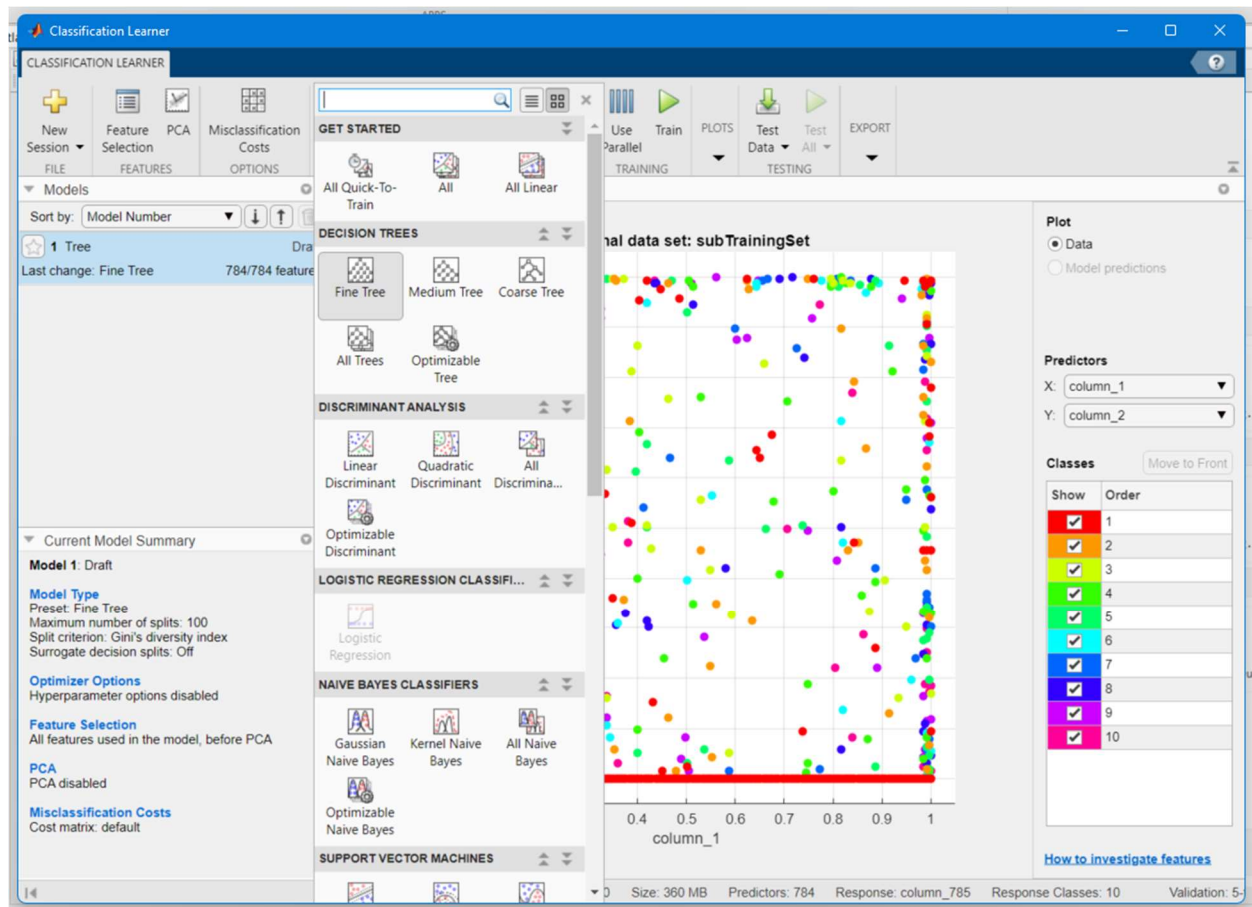 Classification Learner
CLASSIFICATION LEARNER
New Session
Feature Selection
PCA
Misclassification Costs
FILE
FEATURES
OPTIONS
Use Parallel
Train
PLOTS
Test Data
Test All
EXPORT
TRAINING
TESTING
Models
Sort by: Model Number
1 Tree
Last change: Fine Tree 784/784
Current Model Summary
Model 1: Draft
Model Type
Preset: Fine Tree
Maximum number of splits: 100
Split criterion: Gini's diversity index
Surrogate decision splits: Off
Optimizer Options
Hyperparameter options disabled
Feature Selection
All features used in the model, before PCA
PCA
PCA disabled
Misclassification Costs
Cost matrix: default
GET STARTED
All Quick-To-Train
All
All Linear
DECISION TREES
Fine Tree
Medium Tree
Coarse Tree
All Trees
Optimizable Tree
DISCRIMINANT ANALYSIS
Linear Discriminant
Quadratic Discriminant
All Discrimina...
Optimizable Discriminant
LOGISTIC REGRESSION CLASSIFI...
Logistic Regression
NAIVE BAYES CLASSIFIERS
Gaussian Naive Bayes
Kernel Naive Bayes
All Naive Bayes
Optimizable Naive Bayes
SUPPORT VECTOR MACHINES
data set: subTrainingSet
0.4 0.5 0.6 0.7 0.8 0.9 1
column_1
Plot
Data
Model predictions
Predictors
X: column_1
Y: column_2
Classes
Move to Front
Show Order
1
2
3
4
5
6
7
8
9
10
How to investigate features
Size: 360 MB Predictors: 784 Response: column_785 Response Classes: 10 Validation: 5-